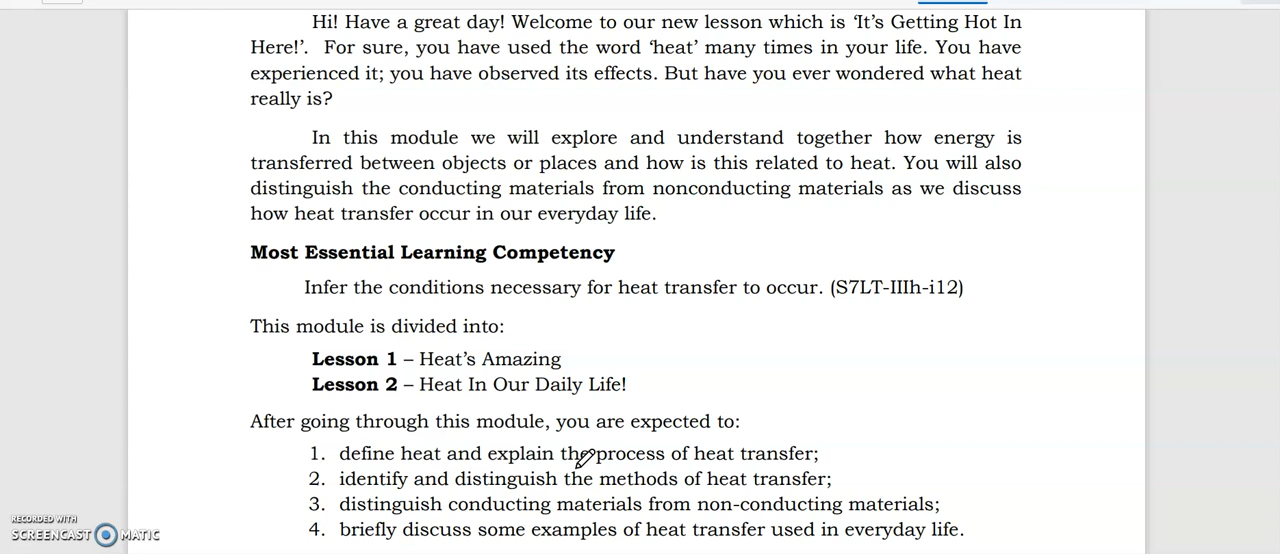 Hi! Have a great day! Welcome to our new lesson which is ‘It’s Getting Hot In
Here!’. For sure, you have used the word ‘heat’ many times in your life. You have
experienced it; you have observed its effects. But have you ever wondered what heat
really is?
In this module we will explore and understand together how energy is
transferred between objects or places and how is this related to heat. You will also
distinguish the conducting materials from nonconducting materials as we discuss
how heat transfer occur in our everyday life.
Most Essential Learning Competency
Infer the conditions necessary for heat transfer to occur. (S7LT-IIIh-i12)
This module is divided into:
Lesson 1 – Heat’s Amazing
Lesson 2 – Heat In Our Daily Life!
After going through this module, you are expected to:
1. define heat and explain the process of heat transfer;
2. identify and distinguish the methods of heat transfer;
3. distinguish conducting materials from non-conducting materials;
4. briefly discuss some examples of heat transfer used in everyday life.
RECORDED WITH
SCREENCAST MATIC